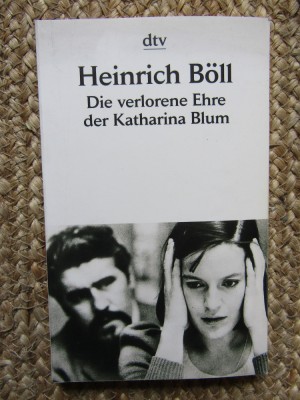 dtv
Heinrich Böll
Die verlorene Ehre
der Katharina Blum